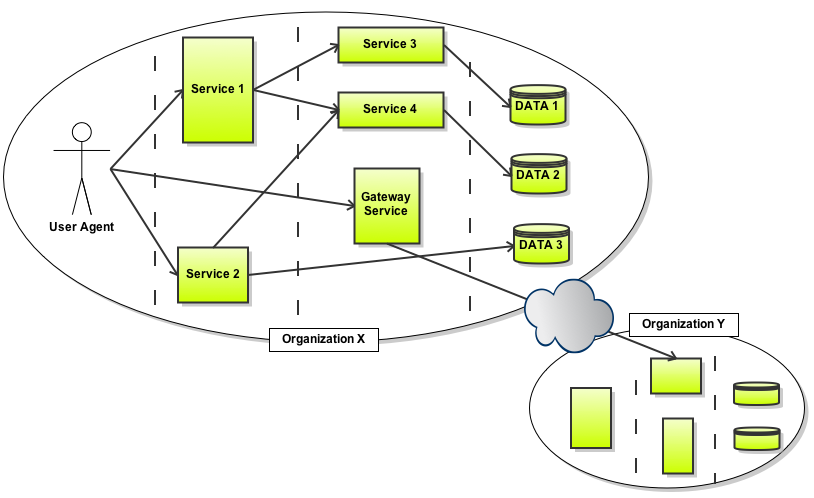 Service 3
Service 1
Service 4
DATA 1
DATA 2
Gateway
Service
User Agent
DATA 3
Service 2
Organization X
Organization Y